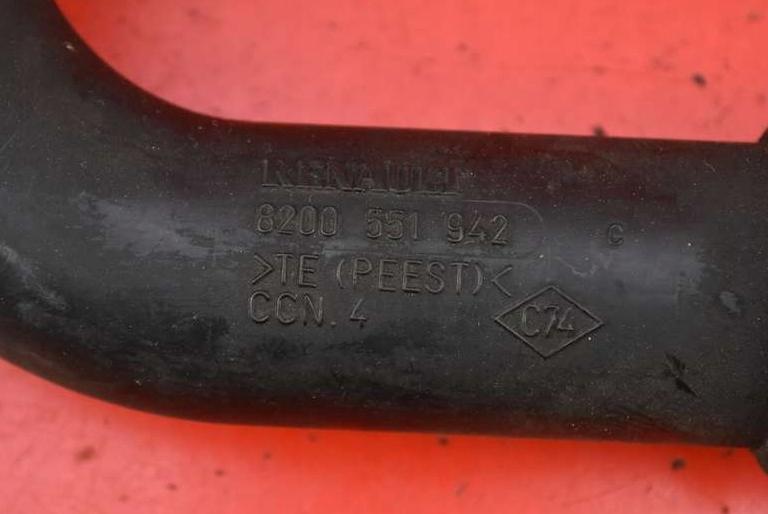 RENAULT
8200 551 942 C
>TE (PEEST)<
CCN. 4
C74